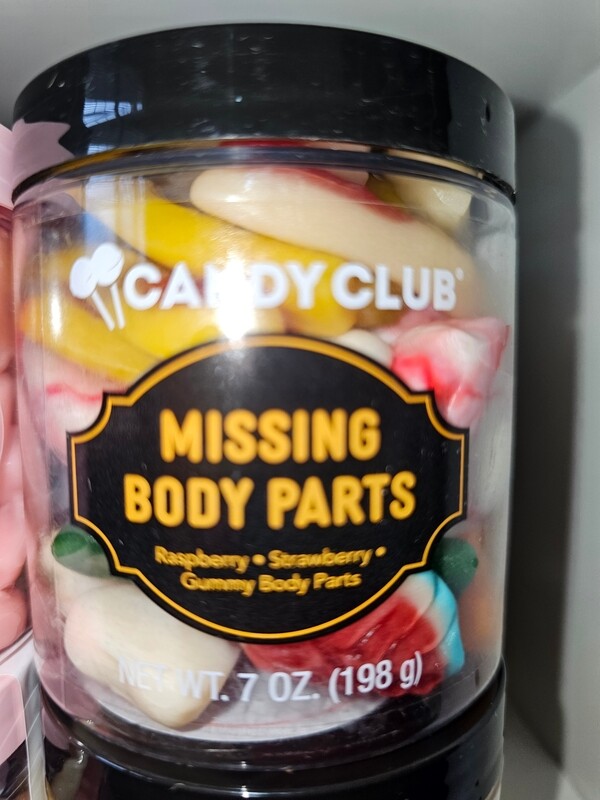 CANDY CLUB
MISSING
BODY PARTS
Raspberry • Strawberry •
Gummy Body Parts
NET WT. 7 OZ. (198 g)